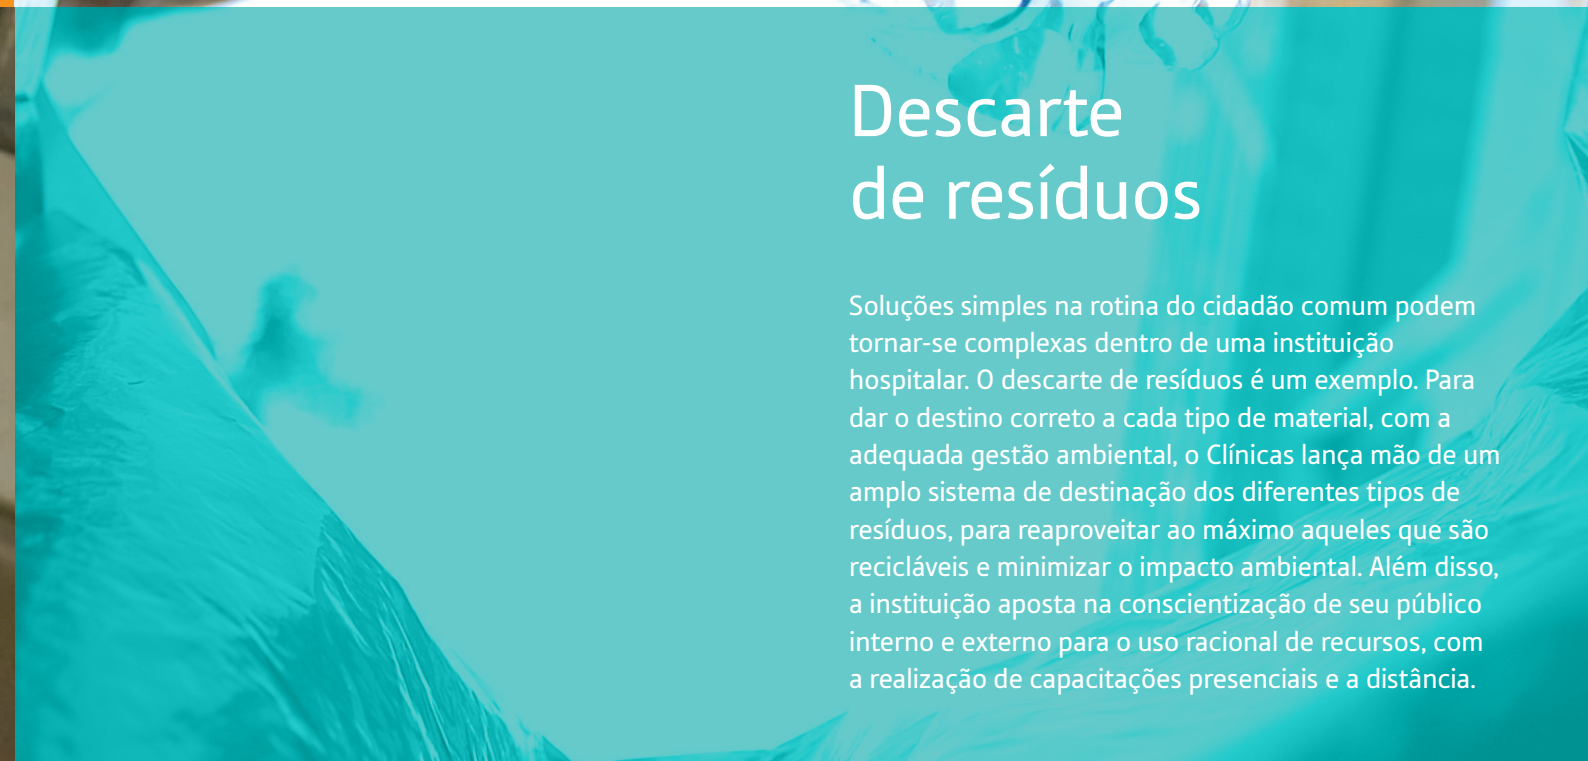 Descarte
de resíduos
Soluções simples na rotina do cidadão comum podem
tornar-se complexas dentro de uma instituição
hospitalar. O descarte de resíduos é um exemplo. Para
dar o destino correto a cada tipo de material, com a
adequada gestão ambiental, o Clínicas lança mão de um
amplo sistema de destinação dos diferentes tipos de
resíduos, para reaproveitar ao máximo aqueles que são
recicláveis e minimizar o impacto ambiental. Além disso,
a instituição aposta na conscientização de seu público
interno e externo para o uso racional de recursos, com
a realização de capacitações presenciais e a distância.